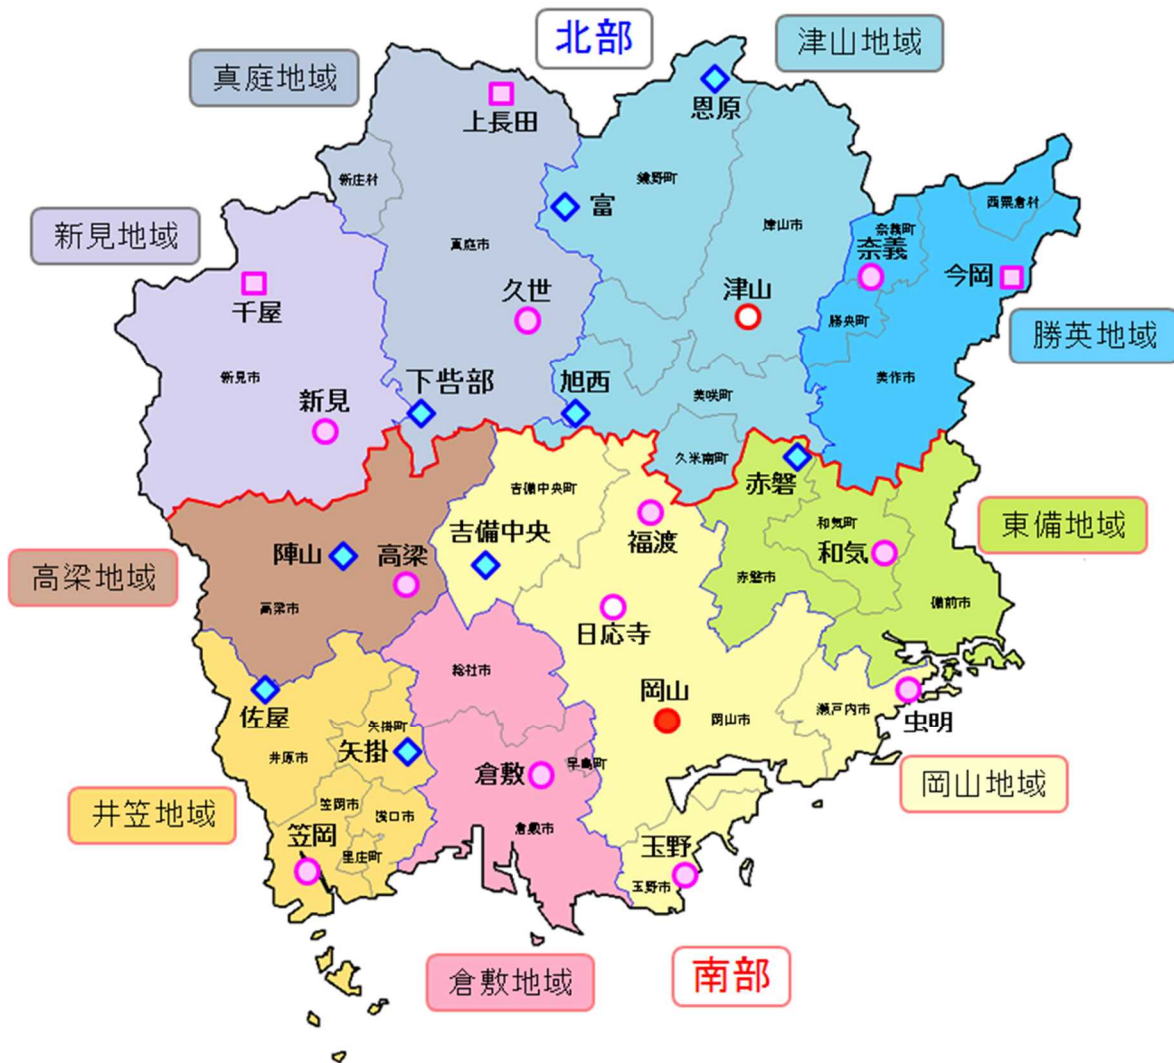 北部
津山地域
真庭地域
恩原
上長田
新庄村
鏡野町
西粟倉村
富
津山市
奈義町
新見地域
真庭市
奈義
今岡
千屋
久世
津山
勝央町
勝英地域
新見市
下呰部
旭西
美咲町
美作市
新見
久米南町
吉備中央町
赤磐
和気町
東備地域
陣山
高梁
吉備中央
福渡
和気
高梁地域
高梁市
赤磐市
備前市
日応寺
総社市
岡山
佐屋
矢掛町
岡山市
瀬戸内市
虫明
井原市
矢掛
倉敷
早島町
岡山地域
井笠地域
笠岡市
浅口市
笠岡
里庄町
倉敷市
玉野
玉野市
倉敷地域
南部